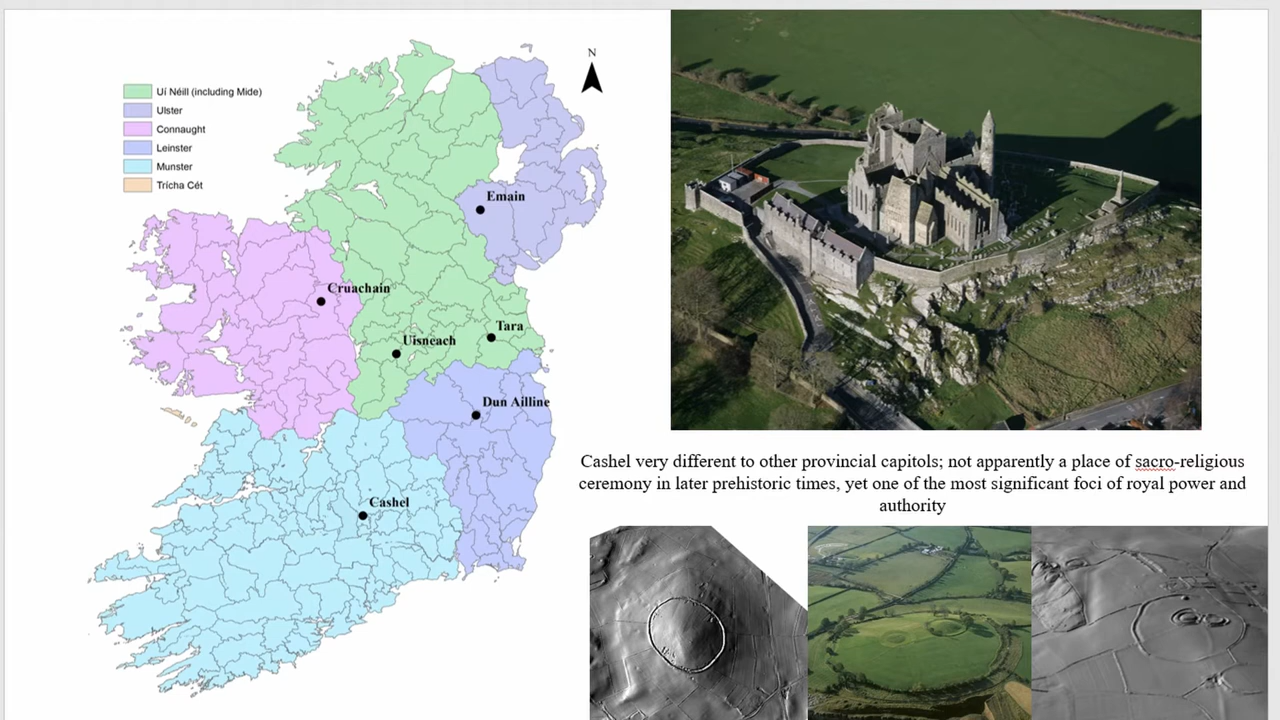 N
Uí Néill (including Mide)
Ulster
Connaught
Leinster
Munster
Trícha Cét
Emain
Cruachain
Tara
Uisneach
Dun Ailline
Cashel
Cashel very different to other provincial capitols; not apparently a place of sacro-religious
ceremony in later prehistoric times, yet one of the most significant foci of royal power and
authority